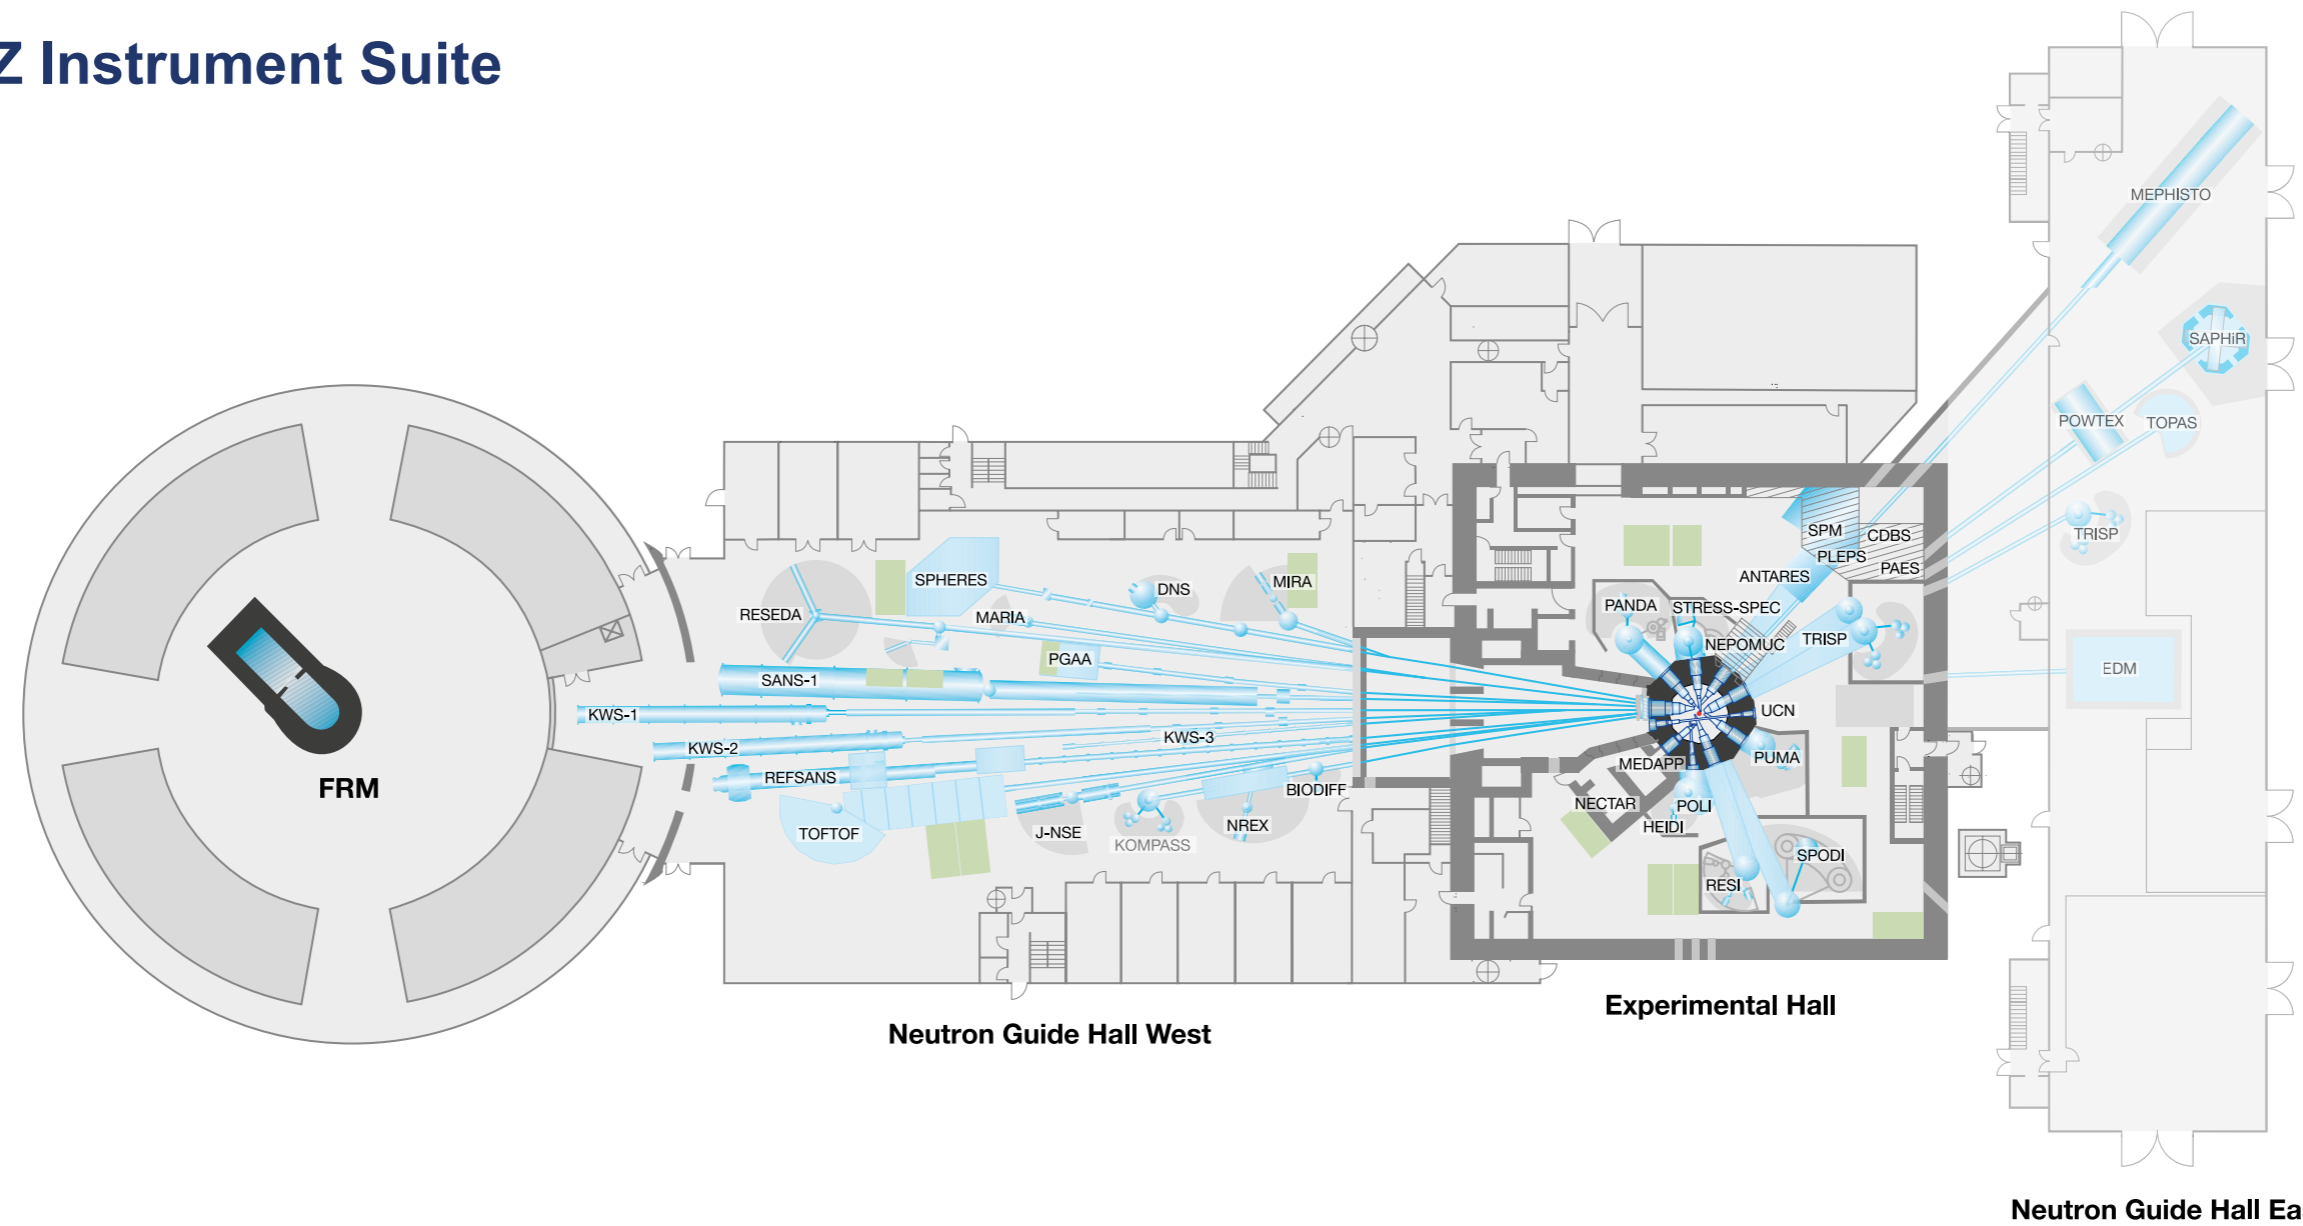 Z Instrument Suite
MEPHISTO
SAPHiR
POWTEX
TOPAS
TRISP
EDM
SPM
CDBS
PLEPS
PAES
ANTARES
PANDA
STRESS-SPEC
NEPOMUC
TRISP
UCN
MEDAPP
PUMA
NECTAR
POLI
HEIDI
SPODI
RESI
SPHERES
DNS
MIRA
RESEDA
MARIA
PGAA
SANS-1
KWS-1
KWS-2
KWS-3
REFSANS
BIODIFF
TOFTOF
J-NSE
KOMPASS
NREX
FRM
Experimental Hall
Neutron Guide Hall West
Neutron Guide Hall Ea